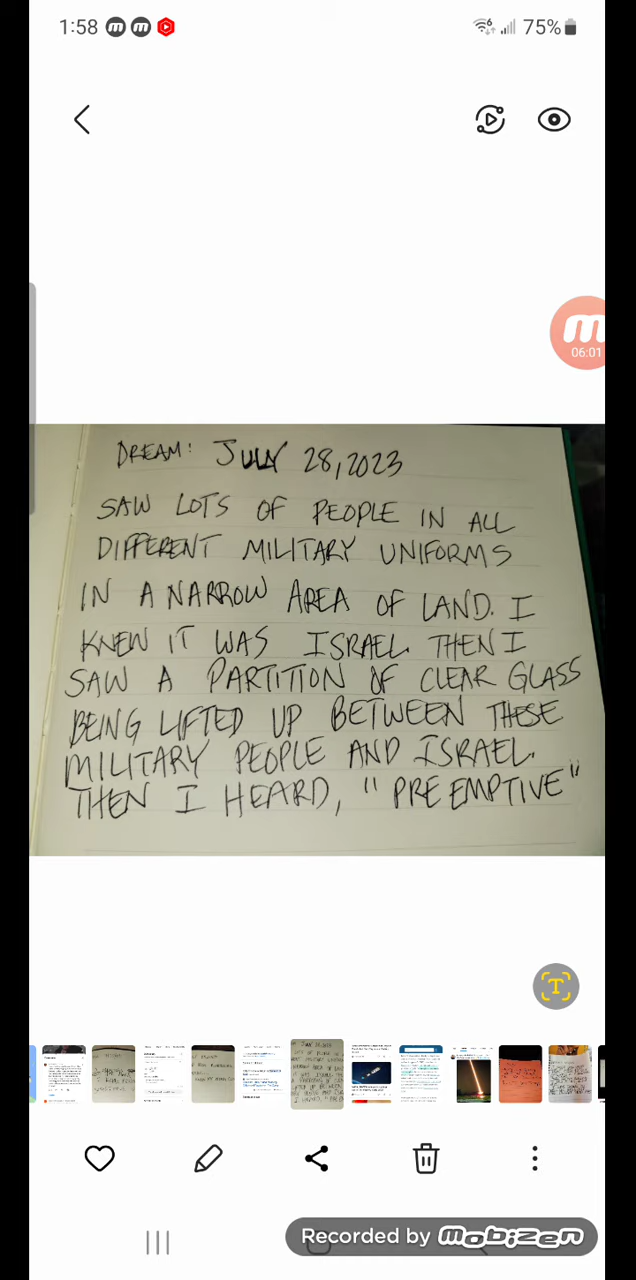 1:58
75%
06:01
DREAM: JULY 28, 2023
SAW LOTS OF PEOPLE IN ALL
DIFFERENT MILITARY UNIFORMS
IN A NARROW AREA OF LAND. I
KNEW IT WAS ISRAEL. THEN I
SAW A PARTITION OF CLEAR GLASS
BEING LIFTED UP BETWEEN THESE
MILITARY PEOPLE AND ISRAEL.
THEN I HEARD, "PREEMPTIVE"
T
Recorded by mobizen